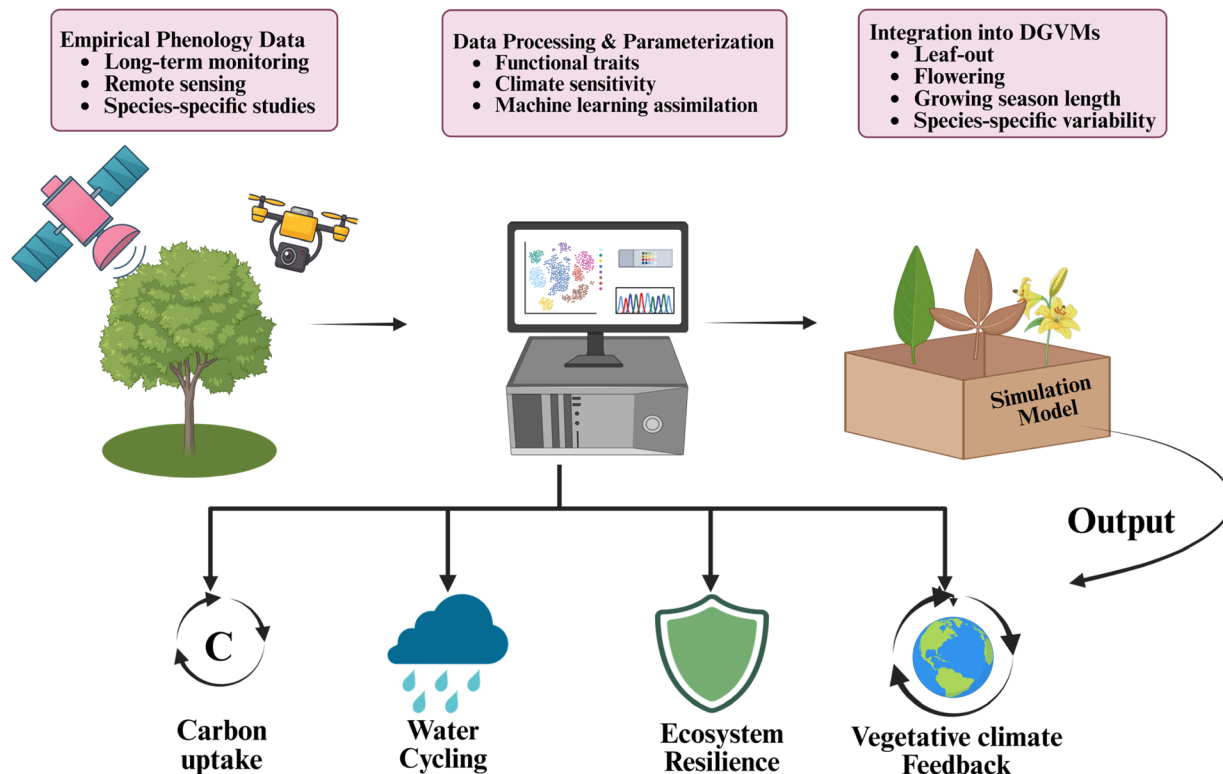 Empirical Phenology Data
• Long-term monitoring
• Remote sensing
• Species-specific studies
Data Processing & Parameterization
• Functional traits
• Climate sensitivity
• Machine learning assimilation
Integration into DGVMs
• Leaf-out
• Flowering
• Growing season length
• Species-specific variability
Simulation
Model
Output
C
Carbon
uptake
Water
Cycling
Ecosystem
Resilience
Vegetative climate
Feedback